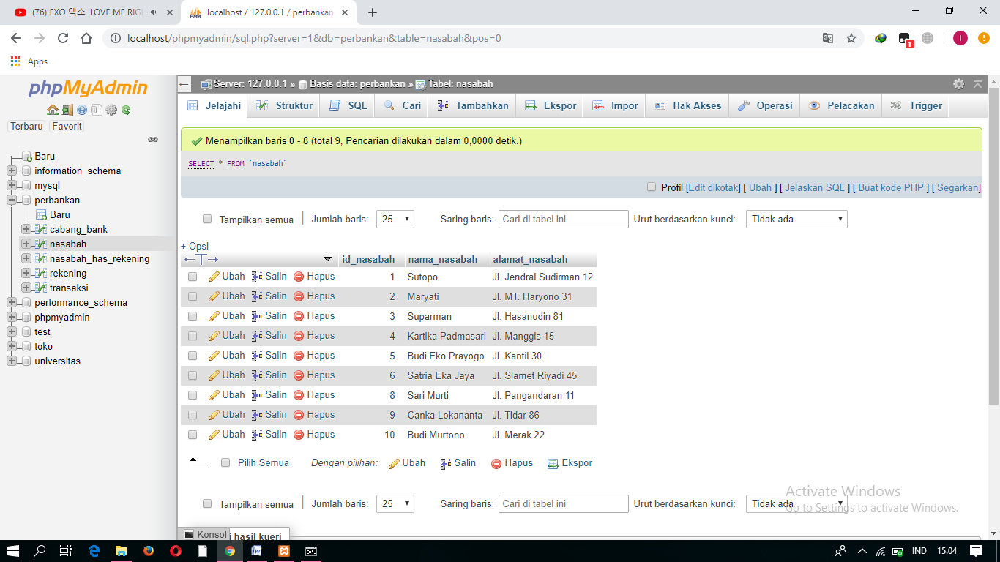 (76) EXO 엑소 'LOVE ME RIG
localhost / 127.0.0.1 / perbankan
localhost/phpmyadmin/sql.php?server=1&db=perbankan&table=nasabah&pos=0
1
I
Apps
phpMyAdmin
Terbaru Favorit
Baru
information_schema
mysql
perbankan
Baru
cabang_bank
nasabah
nasabah_has_rekening
rekening
transaksi
performance_schema
phpmyadmin
test
toko
universitas
Server: 127.0.0.1 » Basis data: perbankan » Tabel: nasabah
Jelajahi Struktur SQL Cari Tambahkan Ekspor Impor Hak Akses Operasi Pelacakan Trigger
Menampilkan baris 0 - 8 (total 9, Pencarian dilakukan dalam 0,0000 detik.)
SELECT * FROM `nasabah`
Profil [Edit dikotak] [ Ubah ] [ Jelaskan SQL ] [ Buat kode PHP ] [ Segarkan]
Tampilkan semua | Jumlah baris: 25 Saring baris: Cari di tabel ini Urut berdasarkan kunci: Tidak ada
+ Opsi
←T→ id_nasabah nama_nasabah alamat_nasabah
Ubah Salin Hapus 1 Sutopo Jl. Jendral Sudirman 12
Ubah Salin Hapus 2 Maryati Jl. MT. Haryono 31
Ubah Salin Hapus 3 Suparman Jl. Hasanudin 81
Ubah Salin Hapus 4 Kartika Padmasari Jl. Manggis 15
Ubah Salin Hapus 5 Budi Eko Prayogo Jl. Kantil 30
Ubah Salin Hapus 6 Satria Eka Jaya Jl. Slamet Riyadi 45
Ubah Salin Hapus 8 Sari Murti Jl. Pangandaran 11
Ubah Salin Hapus 9 Canka Lokananta Jl. Tidar 86
Ubah Salin Hapus 10 Budi Murtono Jl. Merak 22
Pilih Semua Dengan pilihan: Ubah Salin Hapus Ekspor
Tampilkan semua | Jumlah baris: 25 Saring baris: Cari di tabel ini Urut berdasarkan kunci: Tidak ada
Activate Windows
Go to Settings to activate Windows.
Konsol i hasil kueri
IND 15.04